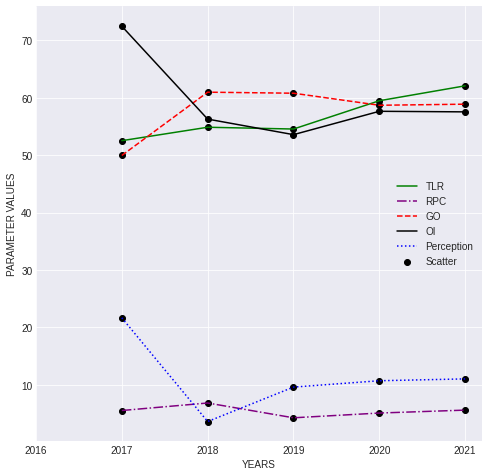 PARAMETER VALUES
70
60
50
40
30
20
10
TLR
RPC
GO
OI
Perception
Scatter
2016 2017 2018 2019 2020 2021
YEARS